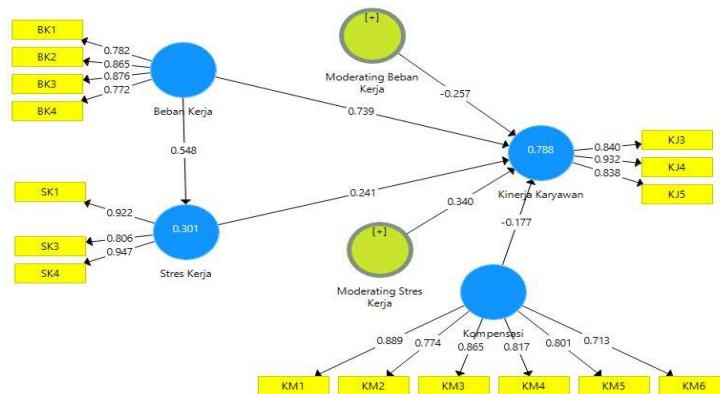 BK1
BK2
BK3
BK4
0.782
0.865
0.876
0.772
Beban Kerja
[+]
Moderating Beban
Kerja
-0.257
0.739
0.548
0.788
Kinerja Karyawan
0.840
0.932
0.838
KJ3
KJ4
KJ5
SK1
SK3
SK4
0.922
0.806
0.947
0.301
Stres Kerja
0.241
0.340
-0.177
[+]
Moderating Stres
Kerja
Kompensasi
0.889
0.774
0.865
0.817
0.801
0.713
KM1
KM2
KM3
KM4
KM5
KM6